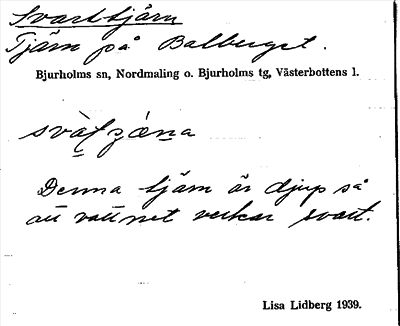 Svarttjärn
Tjärn på Balberget.
Bjurholms sn, Nordmaling o. Bjurholms tg, Västerbottens l.
Denna tjärn är djup så
att vattnet verkar svart.
Lisa Lidberg 1939.